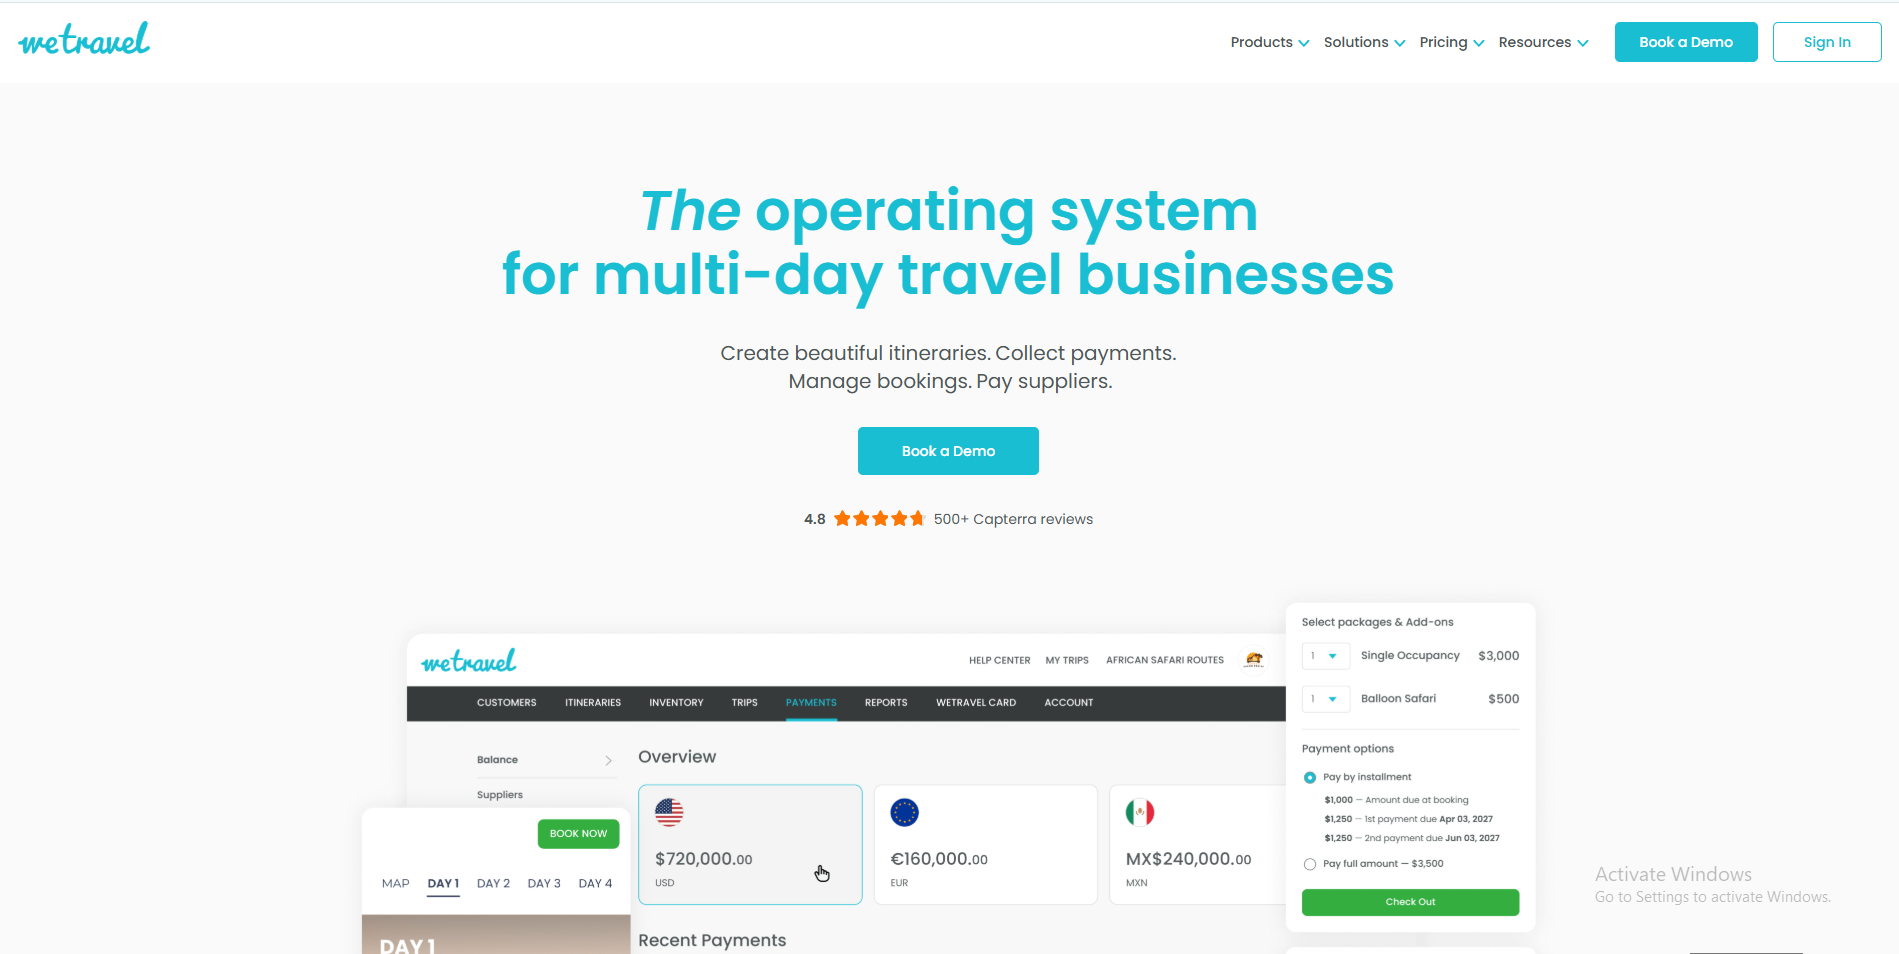 wetravel
Products Solutions Pricing Resources Book a Demo Sign In
The operating system
for multi-day travel businesses
Create beautiful itineraries. Collect payments.
Manage bookings. Pay suppliers.
Book a Demo
4.8 500+ Capterra reviews
wetravel
HELP CENTER MY TRIPS AFRICAN SAFARI ROUTES
CUSTOMERS ITINERARIES INVENTORY TRIPS PAYMENTS REPORTS WETRAVEL CARD ACCOUNT
Balance
Suppliers
Overview
$720,000.00
USD
€160,000.00
EUR
MX$240,000.00
MXN
Recent Payments
BOOK NOW
MAP DAY 1 DAY 2 DAY 3 DAY 4
DAY 1
Select packages & Add-ons
1 Single Occupancy $3,000
1 Balloon Safari $500
Payment options
Pay by installment
$1,000 — Amount due at booking
$1,250 — 1st payment due Apr 03, 2027
$1,250 — 2nd payment due Jun 03, 2027
Pay full amount — $3,500
Check Out
Activate Windows
Go to Settings to activate Windows.